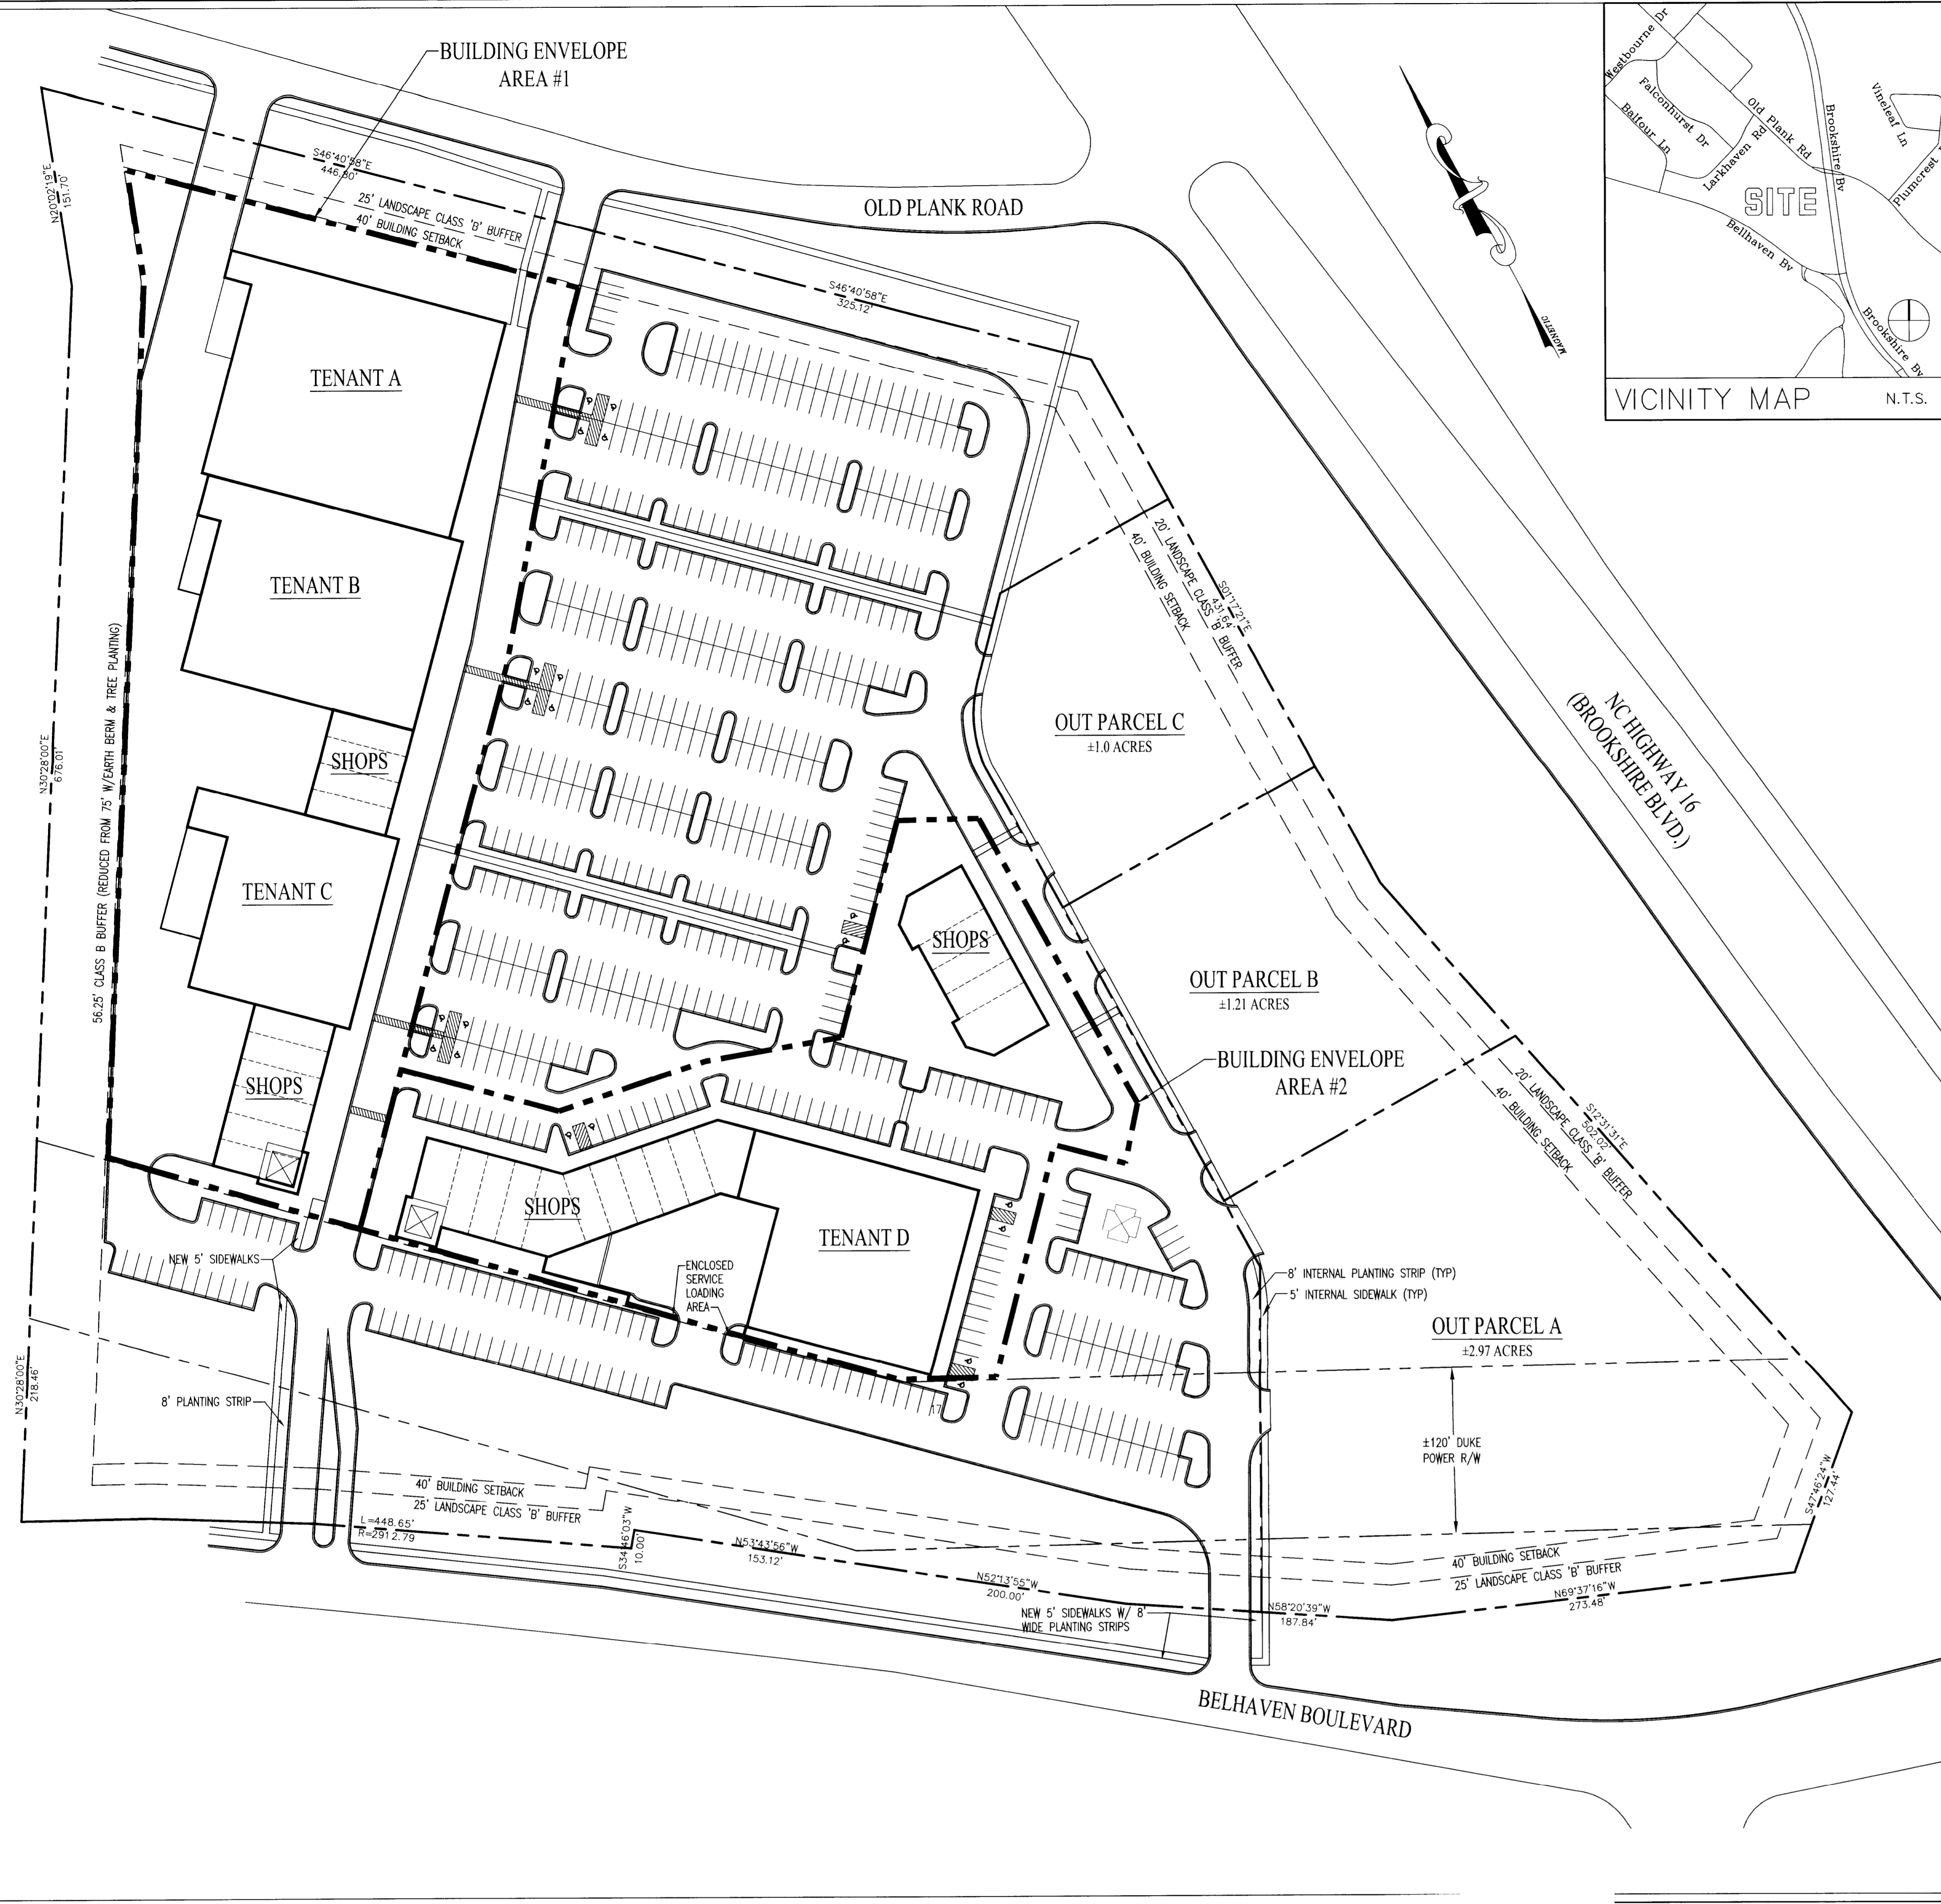 BUILDING ENVELOPE
AREA #1
Westbourne Dr
Falconhurst Dr
Balfour Ln
Larkhaven Rd
Old Plank Rd
Brookshire Bv
Vineleaf Ln
Plumcrest
SITE
Bellhaven Bv
Brookshire Bv
VICINITY MAP
N.T.S.
MAGNETIC
N20°02'19"E
151.70'
S46°40'58"E
446.80'
25' LANDSCAPE CLASS 'B' BUFFER
40' BUILDING SETBACK
OLD PLANK ROAD
S46°40'58"E
325.12'
TENANT A
TENANT B
SHOPS
TENANT C
SHOPS
N30°28'00"E
676.01'
56.25' CLASS B BUFFER (REDUCED FROM 75' W/EARTH BERM & TREE PLANTING)
20' LANDSCAPE CLASS 'B' BUFFER
40' BUILDING SETBACK
S01°17'21"E
431.64'
OUT PARCEL C
±1.0 ACRES
NC HIGHWAY 16
(BROOKSHIRE BLVD.)
SHOPS
OUT PARCEL B
±1.21 ACRES
BUILDING ENVELOPE
AREA #2
20' LANDSCAPE CLASS 'B' BUFFER
40' BUILDING SETBACK
S12°31'31"E
502.02'
SHOPS
TENANT D
NEW 5' SIDEWALKS
ENCLOSED
SERVICE
LOADING
AREA
8' INTERNAL PLANTING STRIP (TYP)
5' INTERNAL SIDEWALK (TYP)
OUT PARCEL A
±2.97 ACRES
N30°28'00"E
218.46'
8' PLANTING STRIP
17
±120' DUKE
POWER R/W
S47°46'24"W
127.44'
40' BUILDING SETBACK
25' LANDSCAPE CLASS 'B' BUFFER
L=448.65'
R=2912.79
S34°46'03"W
10.00'
N53°43'56"W
153.12'
N52°13'55"W
200.00'
NEW 5' SIDEWALKS W/ 8'
WIDE PLANTING STRIPS
N58°20'39"W
187.84'
40' BUILDING SETBACK
25' LANDSCAPE CLASS 'B' BUFFER
N69°37'16"W
273.48'
BELHAVEN BOULEVARD